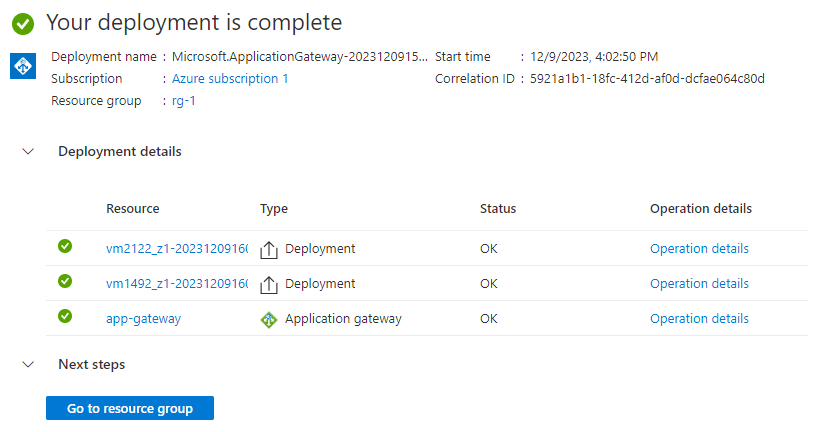 Your deployment is complete
Deployment name : Microsoft.ApplicationGateway-2023120915... Start time : 12/9/2023, 4:02:50 PM
Subscription : Azure subscription 1 Correlation ID : 5921a1b1-18fc-412d-af0d-dcfae064c80d
Resource group : rg-1
Deployment details
Resource Type Status Operation details
vm2122_z1-20231209160 Deployment OK Operation details
vm1492_z1-20231209160 Deployment OK Operation details
app-gateway Application gateway OK Operation details
Next steps
Go to resource group